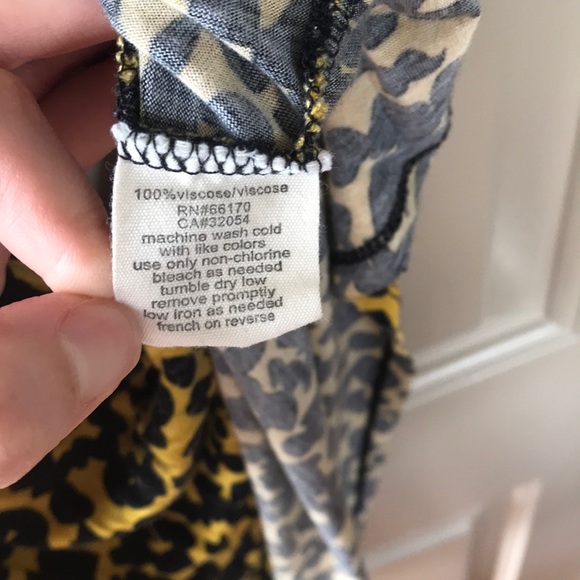 100%viscose/viscose
RN#66170
CA#32054
machine wash cold
with like colors
use only non-chlorine
bleach as needed
tumble dry low
remove promptly
low iron as needed
french on reverse